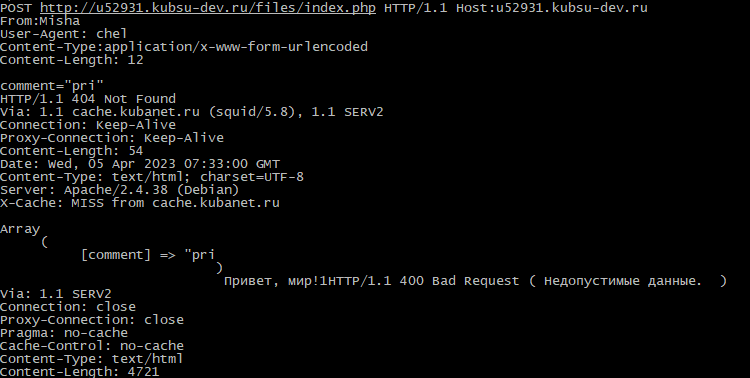 POST http://u52931.kubsu-dev.ru/files/index.php HTTP/1.1 Host:u52931.kubsu-dev.ru
From:Misha
User-Agent: chel
Content-Type:application/x-www-form-urlencoded
Content-Length: 12

comment="pri"
HTTP/1.1 404 Not Found
Via: 1.1 cache.kubanet.ru (squid/5.8), 1.1 SERV2
Connection: Keep-Alive
Proxy-Connection: Keep-Alive
Content-Length: 54
Date: Wed, 05 Apr 2023 07:33:00 GMT
Content-Type: text/html; charset=UTF-8
Server: Apache/2.4.38 (Debian)
X-Cache: MISS from cache.kubanet.ru

Array
(
[comment] => "pri
)
Привет, мир!1HTTP/1.1 400 Bad Request ( Недопустимые данные.  )
Via: 1.1 SERV2
Connection: close
Proxy-Connection: close
Pragma: no-cache
Cache-Control: no-cache
Content-Type: text/html
Content-Length: 4721